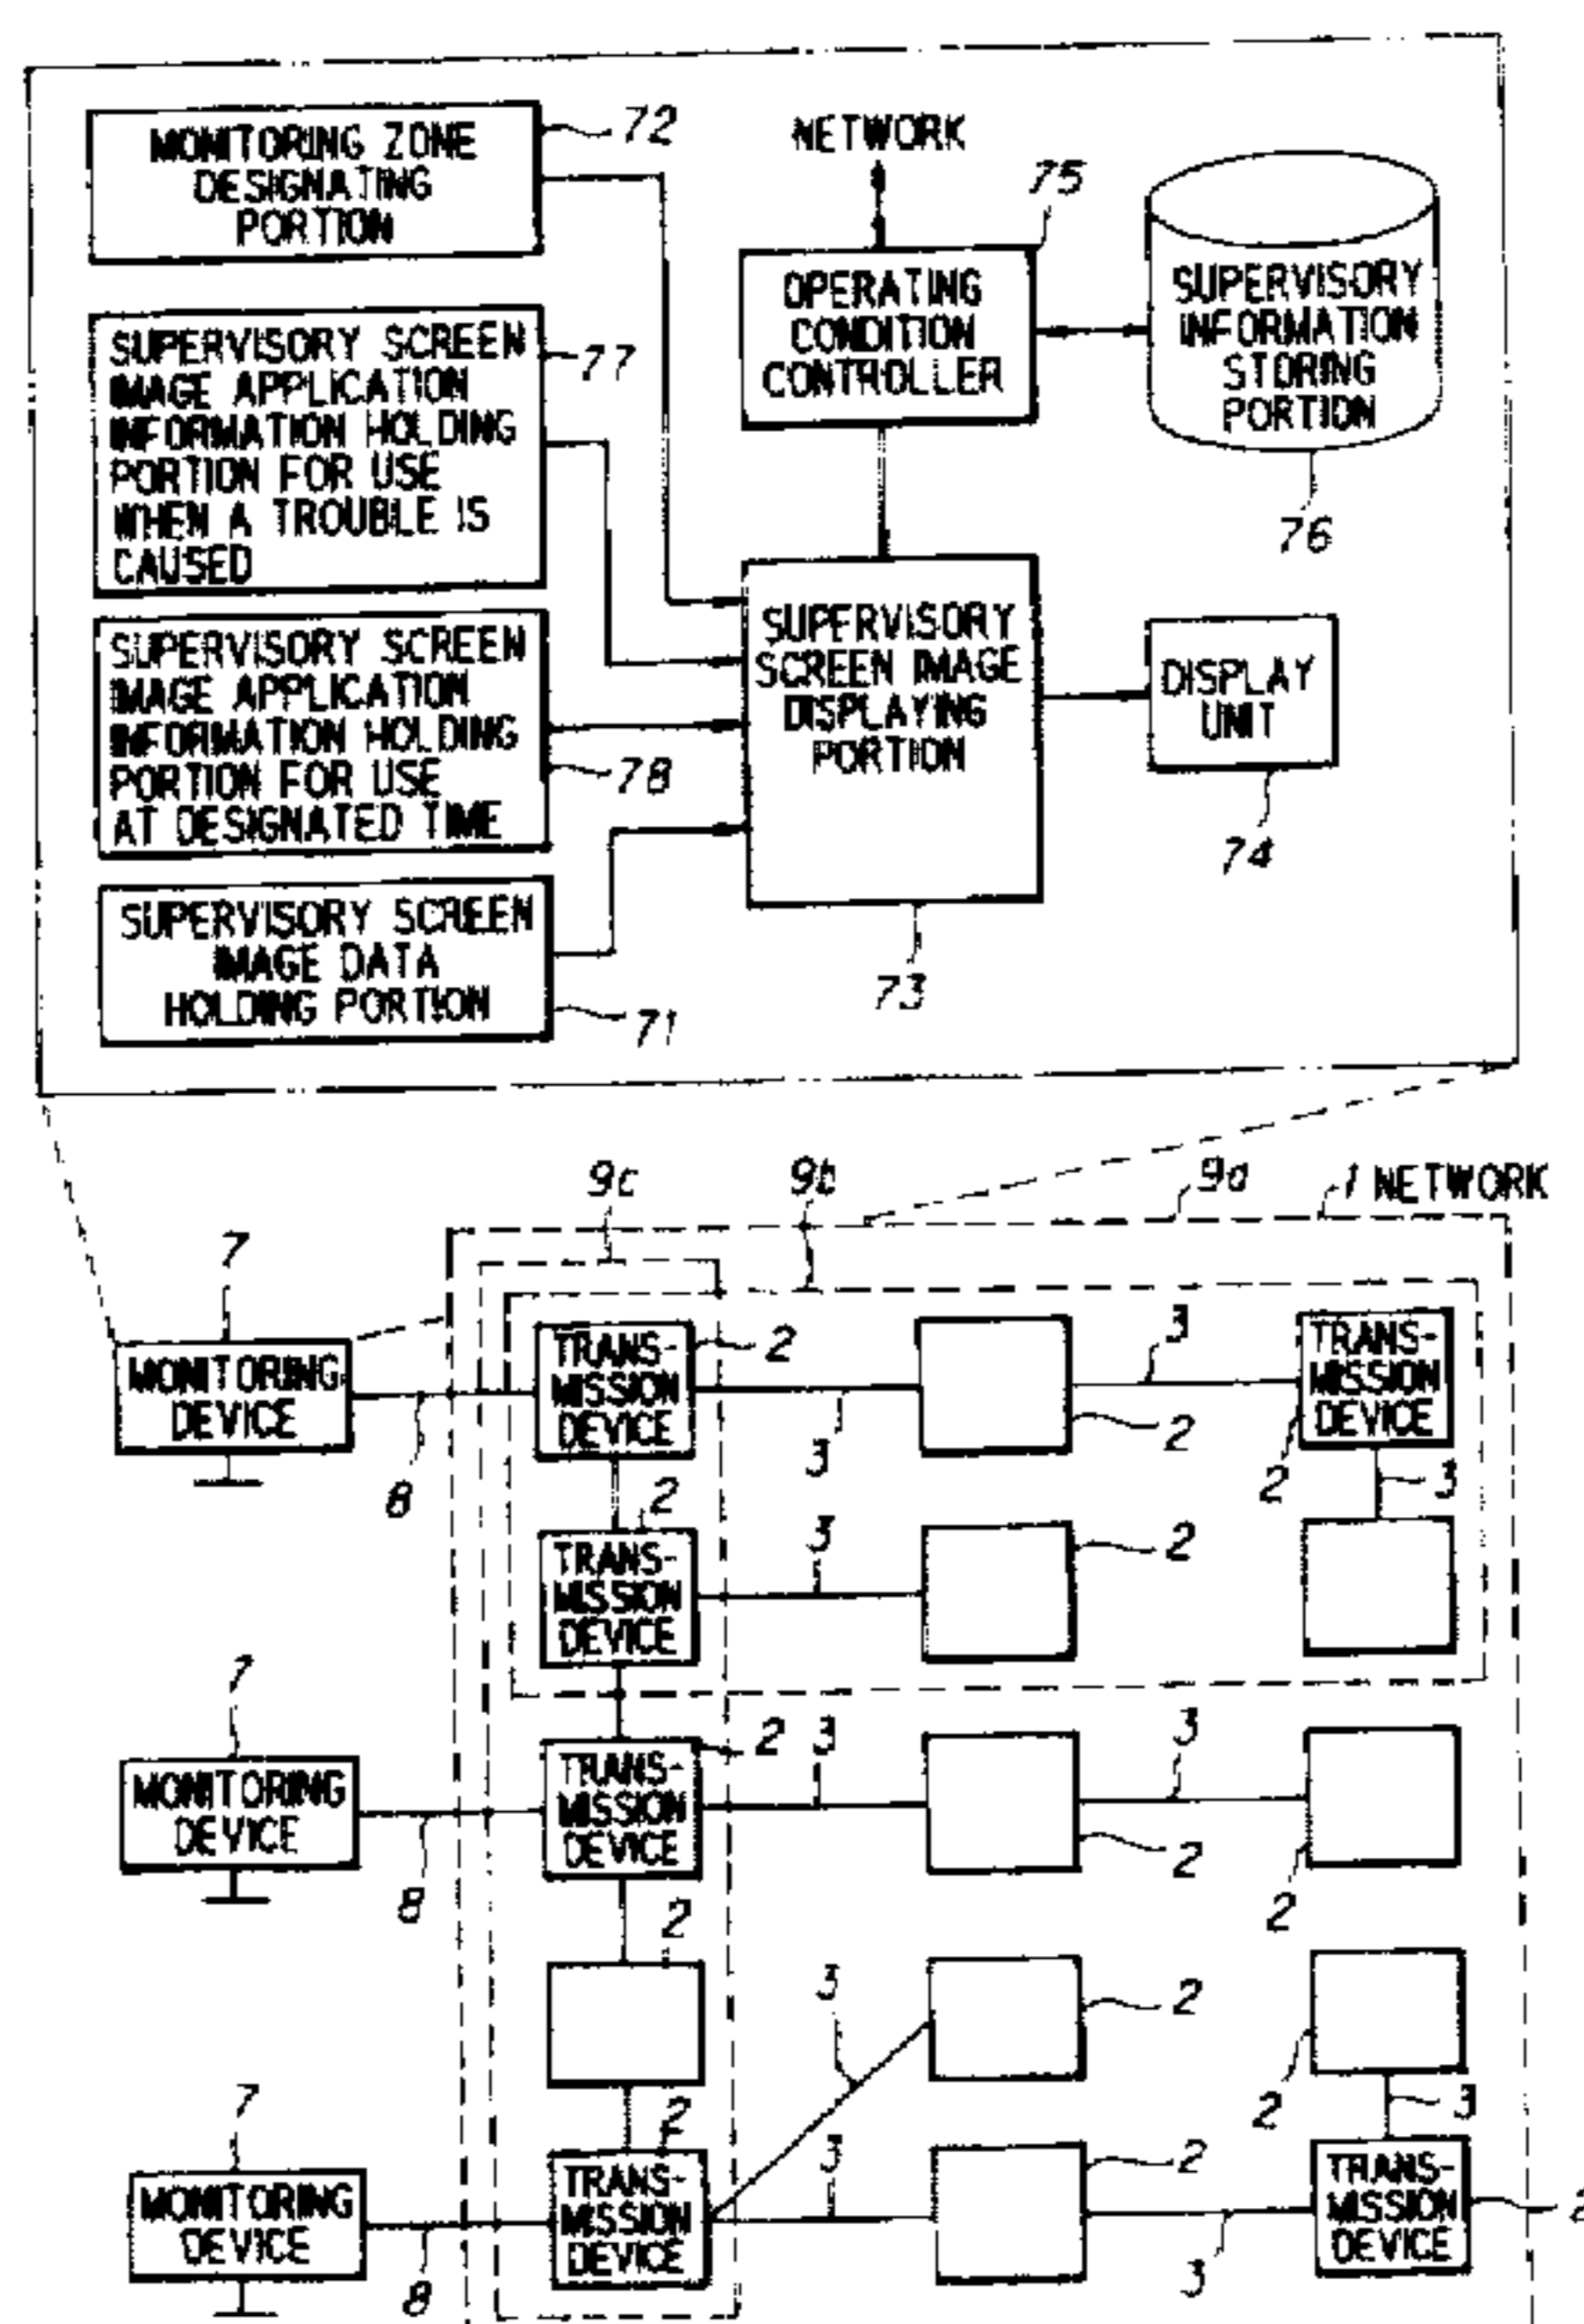 MONITORING ZONE
DESIGNATING
PORTION
72
NETWORK
75
OPERATING
CONDITION
CONTROLLER
SUPERVISORY
INFORMATION
STORING
PORTION
76
SUPERVISORY SCREEN
IMAGE APPLICATION
INFORMATION HOLDING
PORTION FOR USE
WHEN A TROUBLE IS
CAUSED
77
SUPERVISORY SCREEN
IMAGE APPLICATION
INFORMATION HOLDING
PORTION FOR USE
AT DESIGNATED TIME
78
SUPERVISORY
SCREEN IMAGE
DISPLAYING
PORTION
73
DISPLAY
UNIT
74
SUPERVISORY SCREEN
IMAGE DATA
HOLDING PORTION
71
9c
9b
9a
1 NETWORK
7
MONITORING
DEVICE
8
TRANS-
MISSION
DEVICE
2
3
2
3
TRANS-
MISSION
DEVICE
2
3
2
TRANS-
MISSION
DEVICE
3
2
7
MONITORING
DEVICE
8
TRANS-
MISSION
DEVICE
2
3
2
3
2
2
3
2
2
3
7
MONITORING
DEVICE
8
2
TRANS-
MISSION
DEVICE
3
2
3
TRANS-
MISSION
DEVICE
2